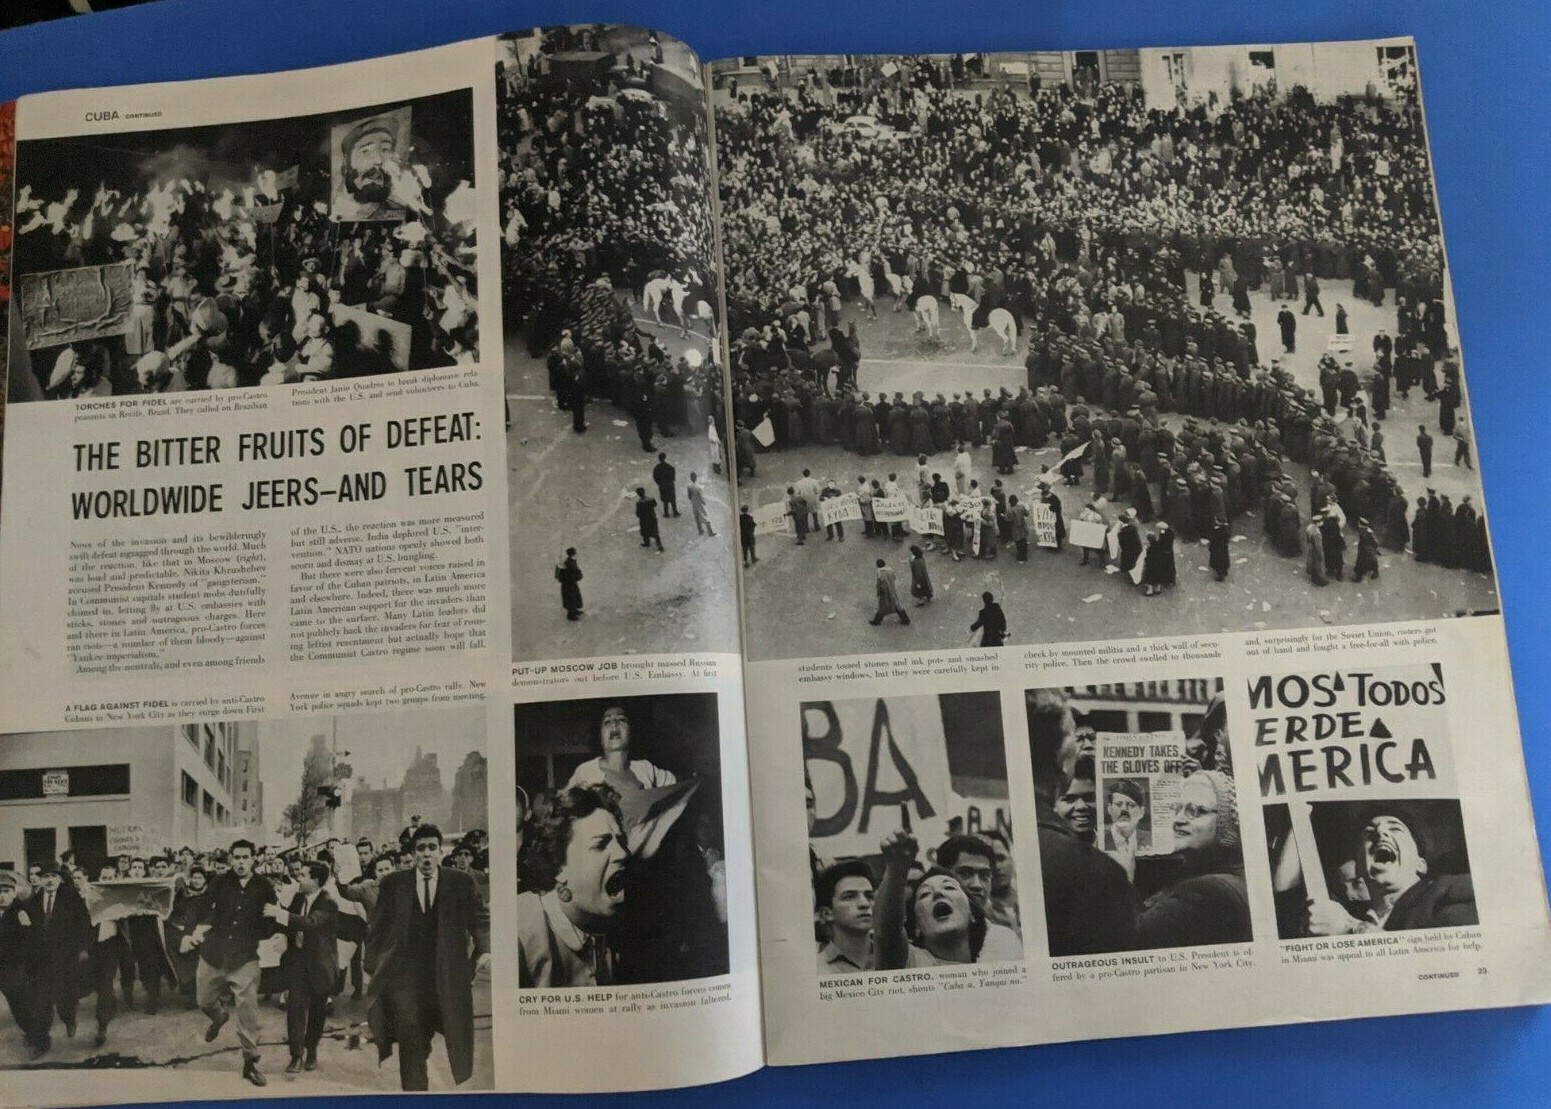 CUBA CONTINUED
TORCHES FOR FIDEL are carried by pro-Castro
peasants in Recife, Brazil. They called on Brazilian
President Janio Quadros to break diplomatic rela-
tions with the U.S. and send volunteers to Cuba.
THE BITTER FRUITS OF DEFEAT:
WORLDWIDE JEERS—AND TEARS
News of the invasion and its bewilderingly
swift defeat zigzagged through the world. Much
of the reaction, like that in Moscow (right),
was loud and predictable. Nikita Khrushchev
accused President Kennedy of "gangsterism."
In Communist capitals student mobs dutifully
chimed in, letting fly at U.S. embassies with
sticks, stones and outrageous charges. Here
and there in Latin America, pro-Castro forces
ran riots—a number of them bloody—against
"Yankee imperialism."
Among the neutrals, and even among friends
of the U.S., the reaction was more measured
but still adverse. India deplored U.S. "inter-
vention." NATO nations openly showed both
scorn and dismay at U.S. bungling.
But there were also fervent voices raised in
favor of the Cuban patriots, in Latin America
and elsewhere. Indeed, there was much more
Latin American support for the invaders than
came to the surface. Many Latin leaders did
not publicly back the invaders for fear of rous-
ing leftist resentment but actually hope that
the Communist Castro regime soon will fall.
A FLAG AGAINST FIDEL is carried by anti-Castro
Cubans in New York City as they surge down First
Avenue in angry search of pro-Castro rally. New
York police squads kept two groups from meeting.
PUT-UP MOSCOW JOB brought massed Russian
demonstrators out before U.S. Embassy. At first
students tossed stones and ink pots and smashed
embassy windows, but they were carefully kept in
check by mounted militia and a thick wall of secu-
rity police. Then the crowd swelled to thousands
and, surprisingly for the Soviet Union, rioters got
out of hand and fought a free-for-all with police.
CRY FOR U.S. HELP for anti-Castro forces comes
from Miami women at rally as invasion faltered.
BA
MEXICAN FOR CASTRO, woman who joined a
big Mexico City riot, shouts "Cuba sí, Yanqui no."
KENNEDY TAKES
THE GLOVES OFF
OUTRAGEOUS INSULT to U.S. President is of-
fered by a pro-Castro partisan in New York City.
MOS TODOS
ERDE
MERICA
"FIGHT OR LOSE AMERICA" sign held by Cuban
in Miami was appeal to all Latin America for help.
CONTINUED 23